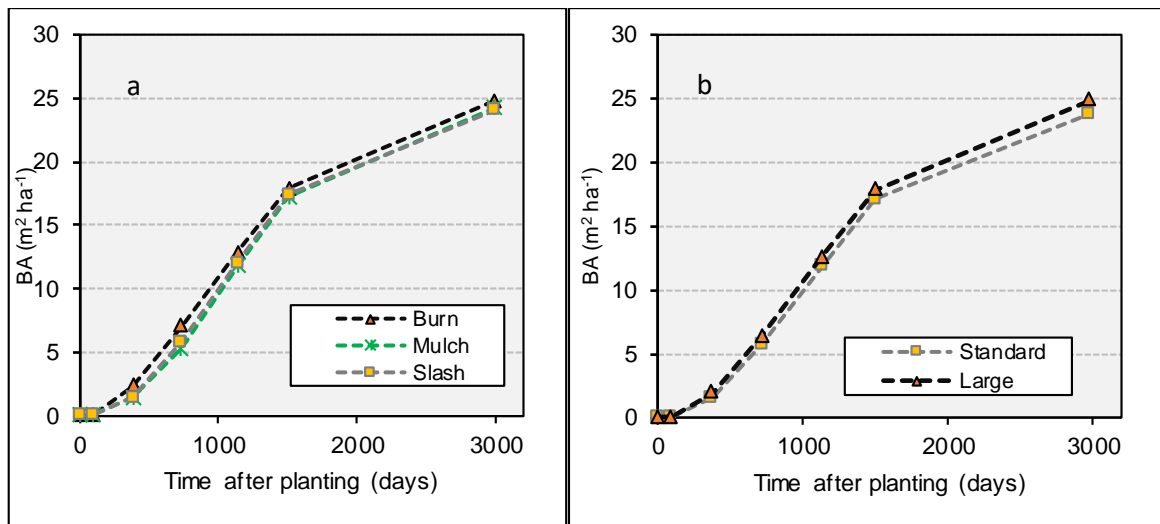 a
30
25
20
15
10
5
0
BA (m² ha⁻¹)
Burn
Mulch
Slash
0 1000 2000 3000
Time after planting (days)
b
30
25
20
15
10
5
0
BA (m² ha⁻¹)
Standard
Large
0 1000 2000 3000
Time after planting (days)